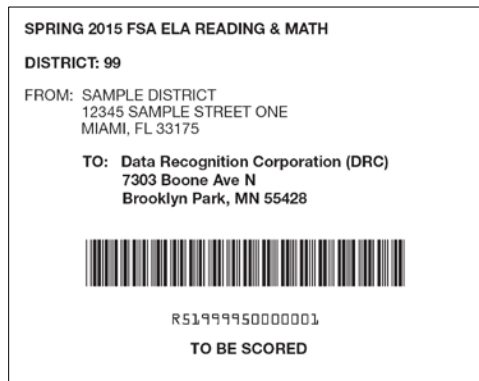 SPRING 2015 FSA ELA READING & MATH
DISTRICT: 99
FROM: SAMPLE DISTRICT
12345 SAMPLE STREET ONE
MIAMI, FL 33175
TO: Data Recognition Corporation (DRC)
7303 Boone Ave N
Brooklyn Park, MN 55428
R51999950000001
TO BE SCORED